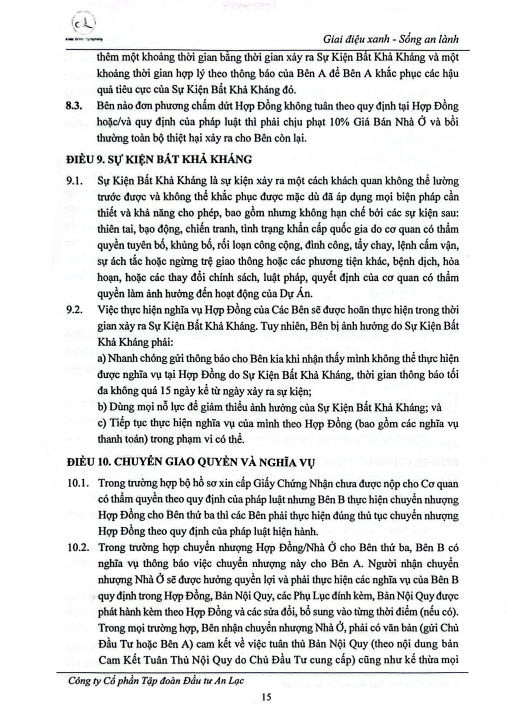 Giai điệu xanh - Sống an lành
thêm một khoảng thời gian bằng thời gian xảy ra Sự Kiện Bất Khả Kháng và một
khoảng thời gian hợp lý theo thông báo của Bên A để Bên A khắc phục các hậu
quả tiêu cực của Sự Kiện Bất Khả Kháng đó.
8.3. Bên nào đơn phương chấm dứt Hợp Đồng không tuân theo quy định tại Hợp Đồng
hoặc/và quy định của pháp luật thì phải chịu phạt 10% Giá Bán Nhà Ở và bồi
thường toàn bộ thiệt hại xảy ra cho Bên còn lại.
ĐIỀU 9. SỰ KIỆN BẤT KHẢ KHÁNG
9.1. Sự Kiện Bất Khả Kháng là sự kiện xảy ra một cách khách quan không thể lường
trước được và không thể khắc phục được mặc dù đã áp dụng mọi biện pháp cần
thiết và khả năng cho phép, bao gồm nhưng không hạn chế bởi các sự kiện sau:
thiên tai, bạo động, chiến tranh, tình trạng khẩn cấp quốc gia do cơ quan có thẩm
quyền tuyên bố, khủng bố, rối loạn công cộng, đình công, tẩy chay, lệnh cấm vận,
sự ách tắc hoặc ngừng trệ giao thông hoặc các phương tiện khác, bệnh dịch, hỏa
hoạn, hoặc các thay đổi chính sách, luật pháp, quyết định của cơ quan có thẩm
quyền làm ảnh hưởng đến hoạt động của Dự Án.
9.2. Việc thực hiện nghĩa vụ Hợp Đồng của Các Bên sẽ được hoãn thực hiện trong thời
gian xảy ra Sự Kiện Bất Khả Kháng. Tuy nhiên, Bên bị ảnh hưởng do Sự Kiện Bất
Khả Kháng phải:
a) Nhanh chóng gửi thông báo cho Bên kia khi nhận thấy mình không thể thực hiện
được nghĩa vụ tại Hợp Đồng do Sự Kiện Bất Khả Kháng, thời gian thông báo tối
đa không quá 15 ngày kể từ ngày xảy ra sự kiện;
b) Dùng mọi nỗ lực để giảm thiểu ảnh hưởng của Sự Kiện Bất Khả Kháng; và
c) Tiếp tục thực hiện nghĩa vụ của mình theo Hợp Đồng (bao gồm các nghĩa vụ
thanh toán) trong phạm vi có thể.
ĐIỀU 10. CHUYỂN GIAO QUYỀN VÀ NGHĨA VỤ
10.1. Trong trường hợp bộ hồ sơ xin cấp Giấy Chứng Nhận chưa được nộp cho Cơ quan
có thẩm quyền theo quy định của pháp luật nhưng Bên B thực hiện chuyển nhượng
Hợp Đồng cho Bên thứ ba thì các Bên phải thực hiện đúng thủ tục chuyển nhượng
Hợp Đồng theo quy định của pháp luật hiện hành.
10.2. Trong trường hợp chuyển nhượng Hợp Đồng/Nhà Ở cho Bên thứ ba, Bên B có
nghĩa vụ thông báo việc chuyển nhượng này cho Bên A. Người nhận chuyển
nhượng Nhà Ở sẽ được hưởng quyền lợi và phải thực hiện các nghĩa vụ của Bên B
quy định trong Hợp Đồng, Bản Nội Quy, các Phụ Lục đính kèm, Bản Nội Quy được
phát hành kèm theo Hợp Đồng và các sửa đổi, bổ sung vào từng thời điểm (nếu có).
Trong mọi trường hợp, Bên nhận chuyển nhượng Nhà Ở, phải có văn bản (gửi Chủ
Đầu Tư hoặc Bên A) cam kết về việc tuân thủ Bản Nội Quy (theo nội dung bản
Cam Kết Tuân Thủ Nội Quy do Chủ Đầu Tư cung cấp) cũng như kế thừa mọi
Công ty Cổ phần Tập đoàn Đầu tư An Lạc
15